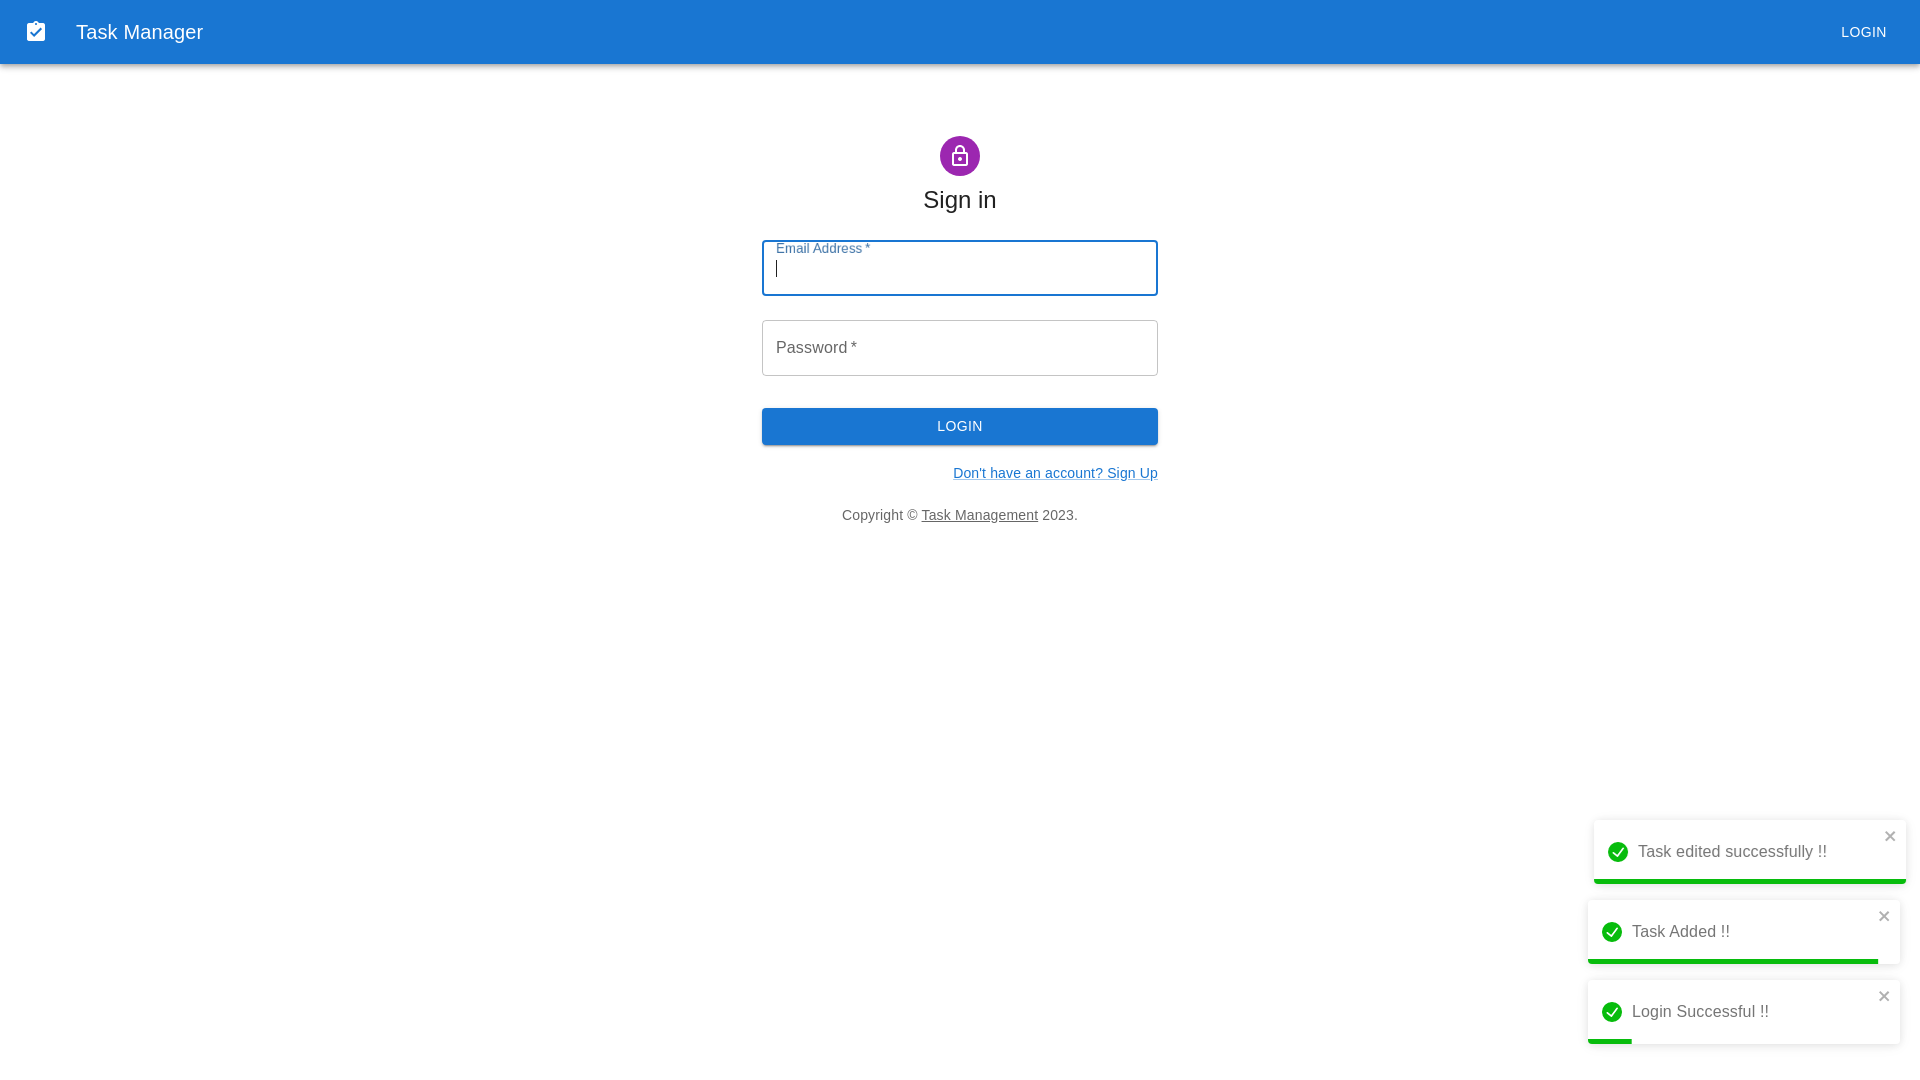 Task Manager
LOGIN
Sign in
Email Address *
Password *
LOGIN
Don't have an account? Sign Up
Copyright © Task Management 2023.
Task edited successfully !!
Task Added !!
Login Successful !!